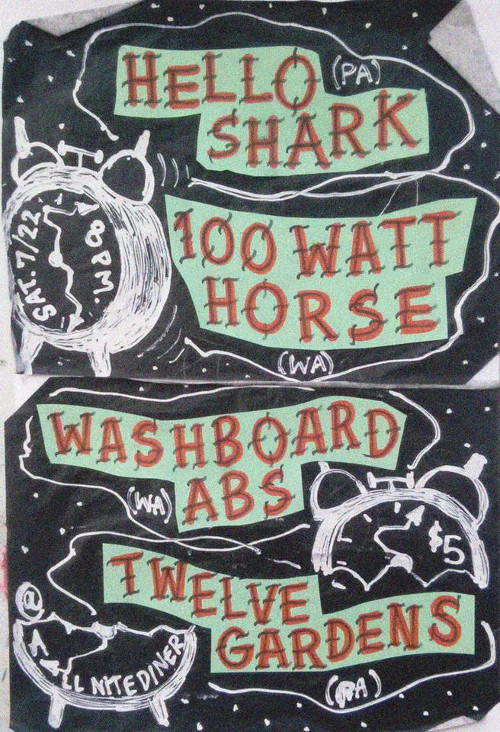 HELLO (PA)
SHARK
SAT. 7/22
8 P.M.
100 WATT
HORSE
(WA)
WASHBOARD
(WA) ABS
$5
TWELVE
GARDENS
(PA)
@
A
ALL NITE DINER